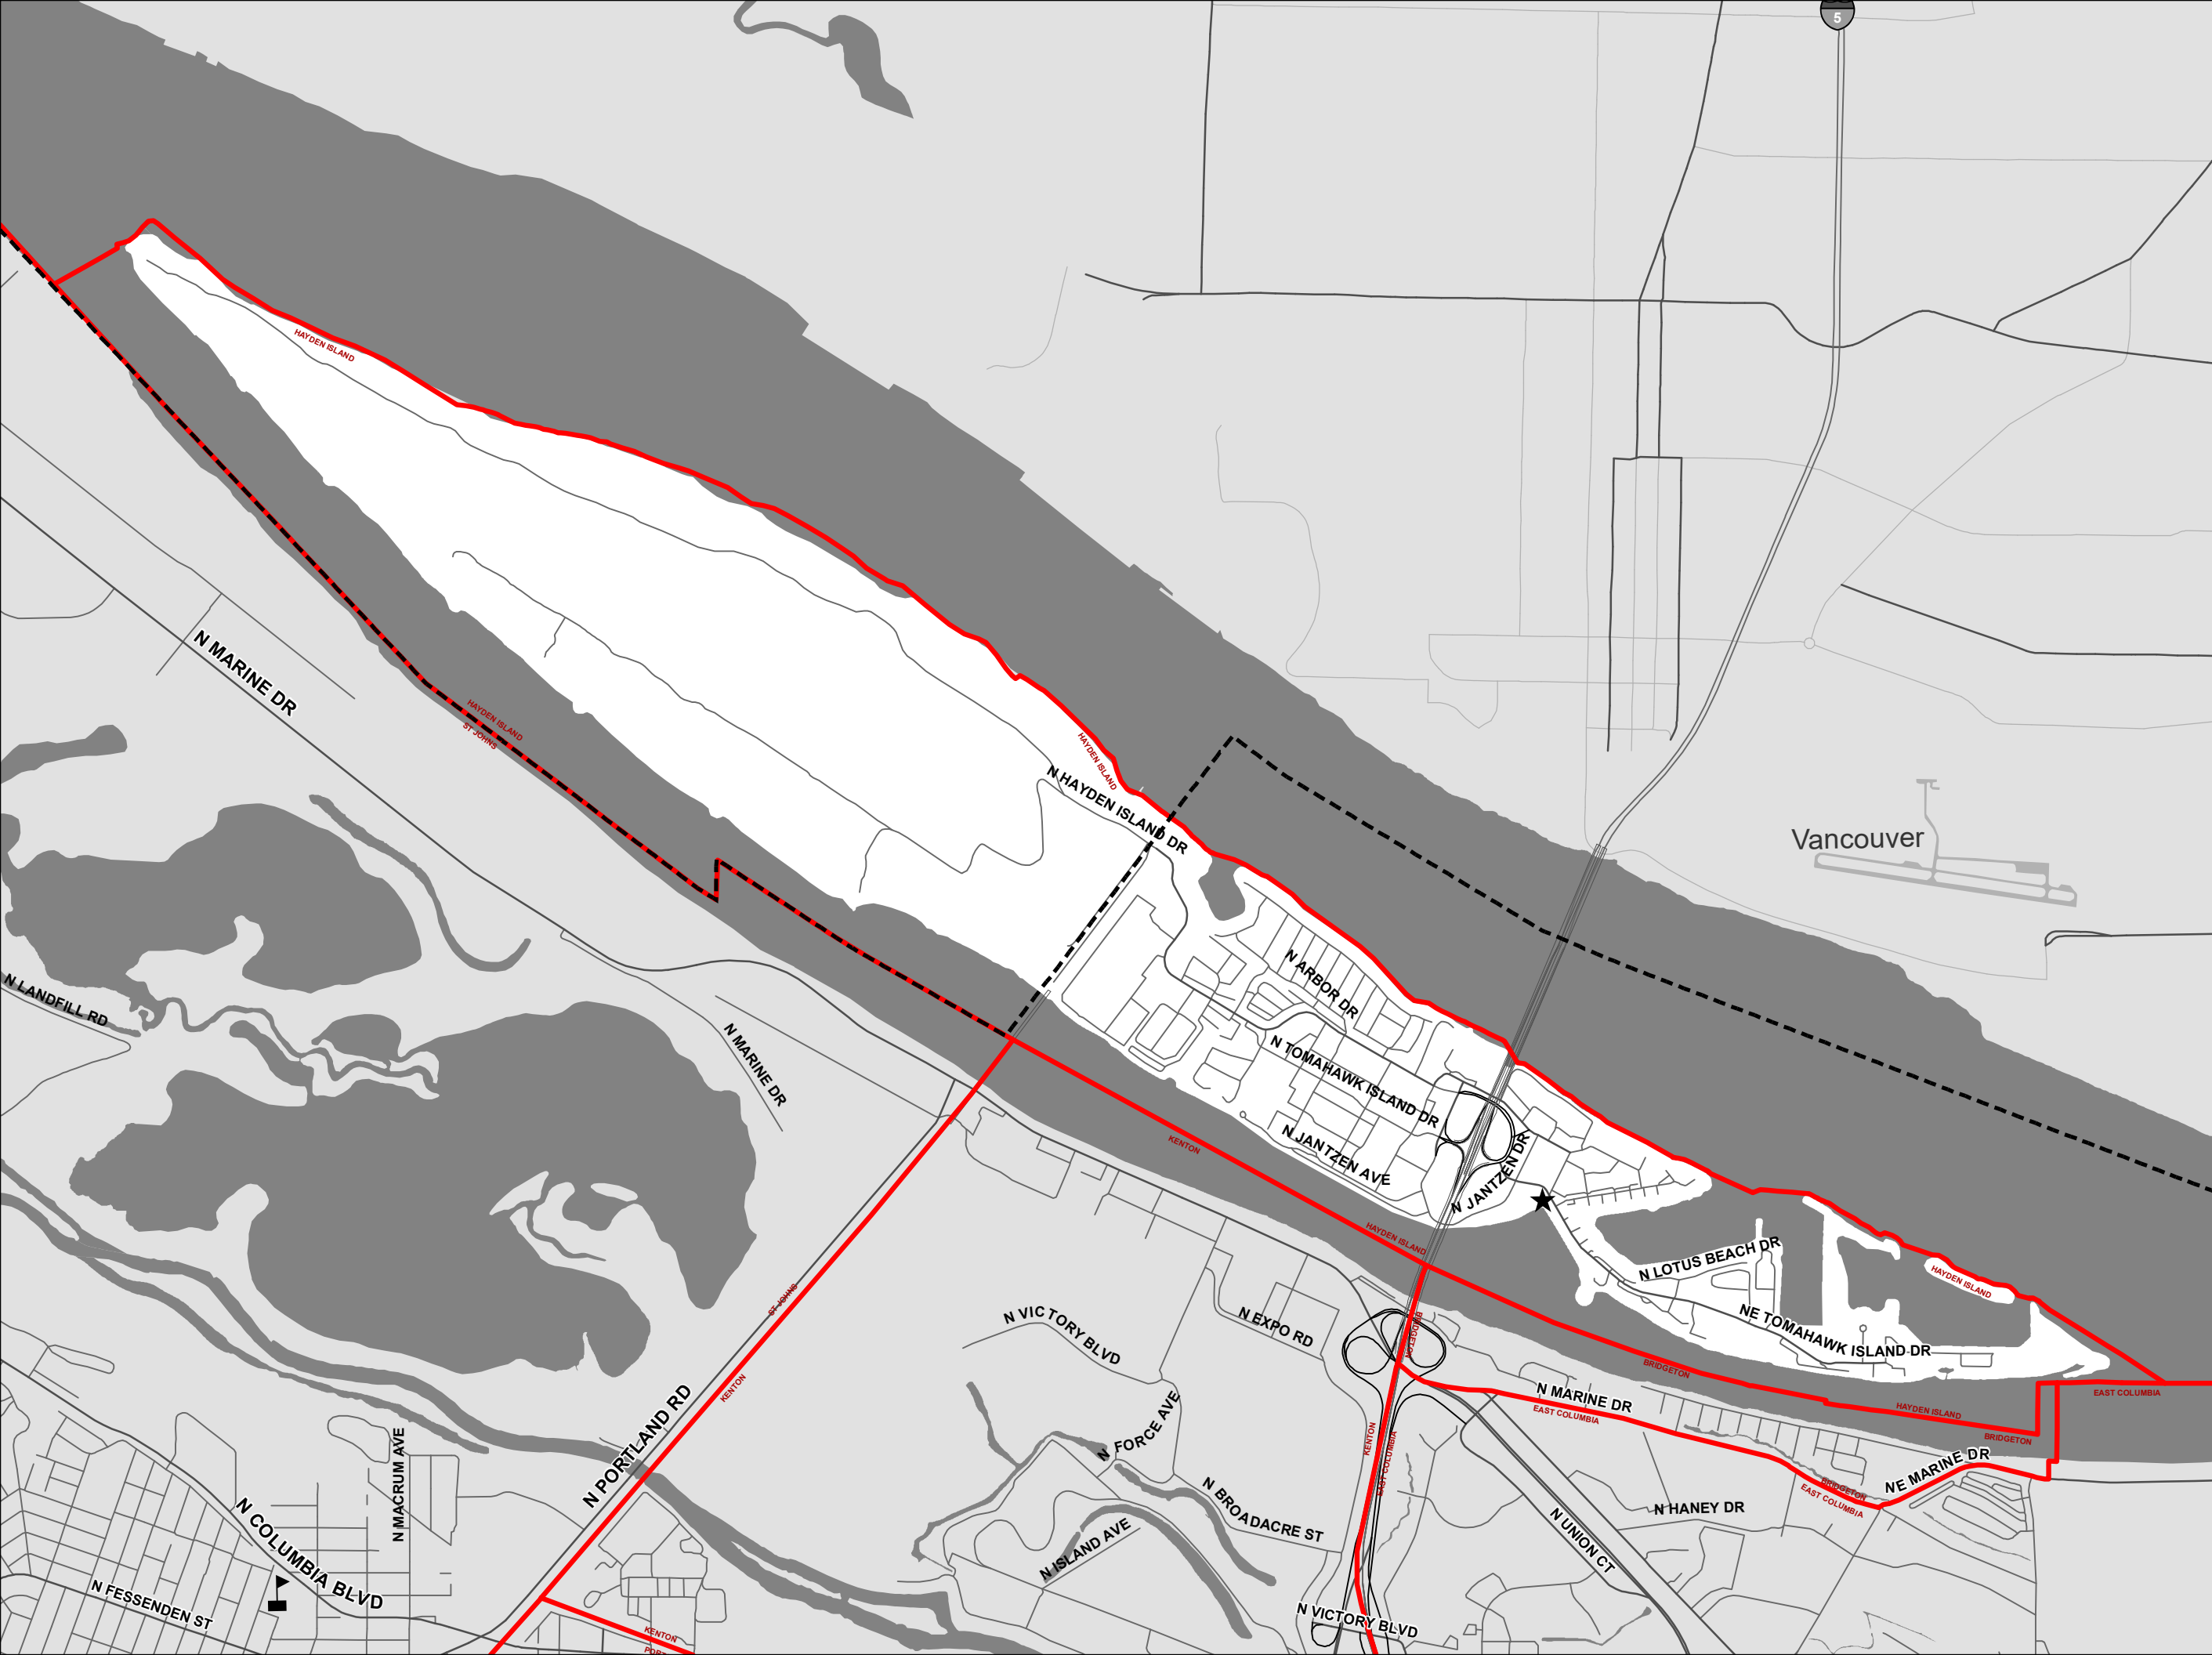 5
HAYDEN ISLAND
N MARINE DR
HAYDEN ISLAND
ST JOHNS
HAYDEN ISLAND
N HAYDEN ISLAND DR
Vancouver
N ARBOR DR
N LANDFILL RD
N MARINE DR
N TOMAHAWK ISLAND DR
KENTON
N JANTZEN AVE
N JANTZEN DR
HAYDEN ISLAND
N LOTUS BEACH DR
HAYDEN ISLAND
NE TOMAHAWK ISLAND DR
ST JOHNS
KENTON
N VICTORY BLVD
N EXPO RD
BRIDGETON
BRIDGETON
N MARINE DR
EAST COLUMBIA
HAYDEN ISLAND
BRIDGETON
EAST COLUMBIA
N PORTLAND RD
N MACRUM AVE
N FORCE AVE
KENTON
EAST COLUMBIA
NE MARINE DR
BRIDGETON
EAST COLUMBIA
N COLUMBIA BLVD
N FESSENDEN ST
N BROADACRE ST
N ISLAND AVE
N HANEY DR
N UNION CT
N VICTORY BLVD
KENTON